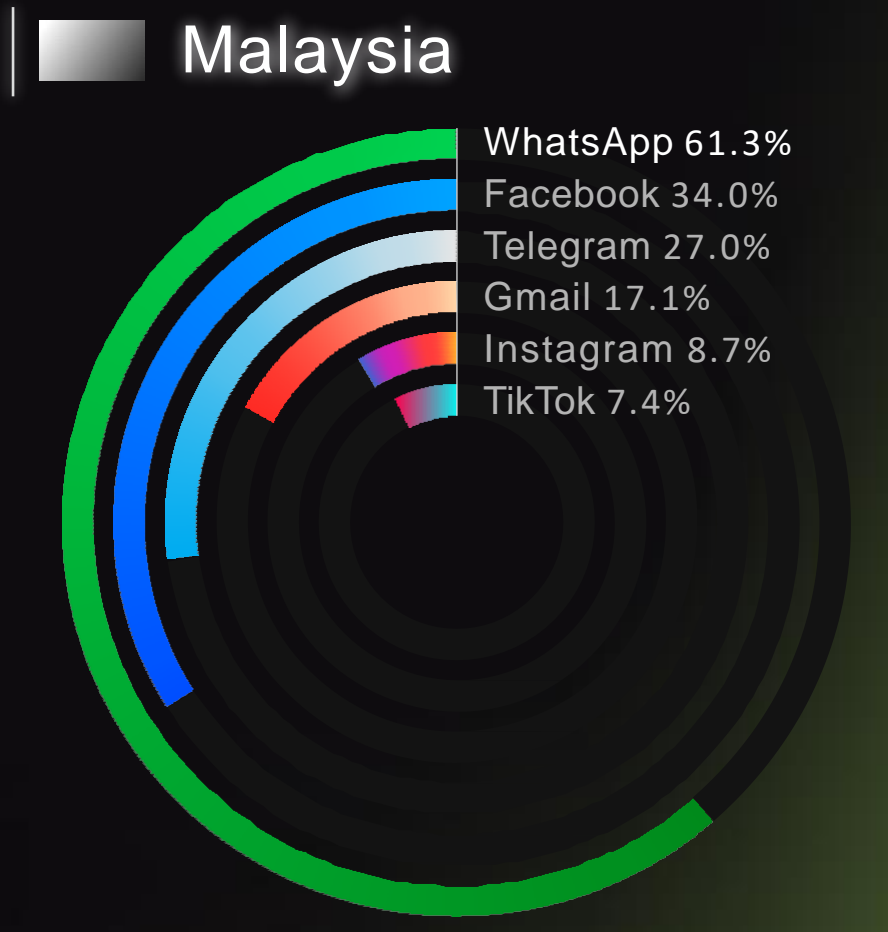 Malaysia
WhatsApp 61.3%
Facebook 34.0%
Telegram 27.0%
Gmail 17.1%
Instagram 8.7%
TikTok 7.4%